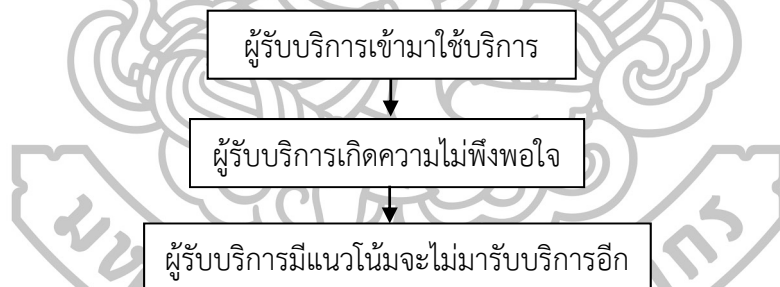 ผู้รับบริการเข้ามาใช้บริการ
ผู้รับบริการเกิดความไม่พึงพอใจ
ผู้รับบริการมีแนวโน้มจะไม่มารับบริการอีก